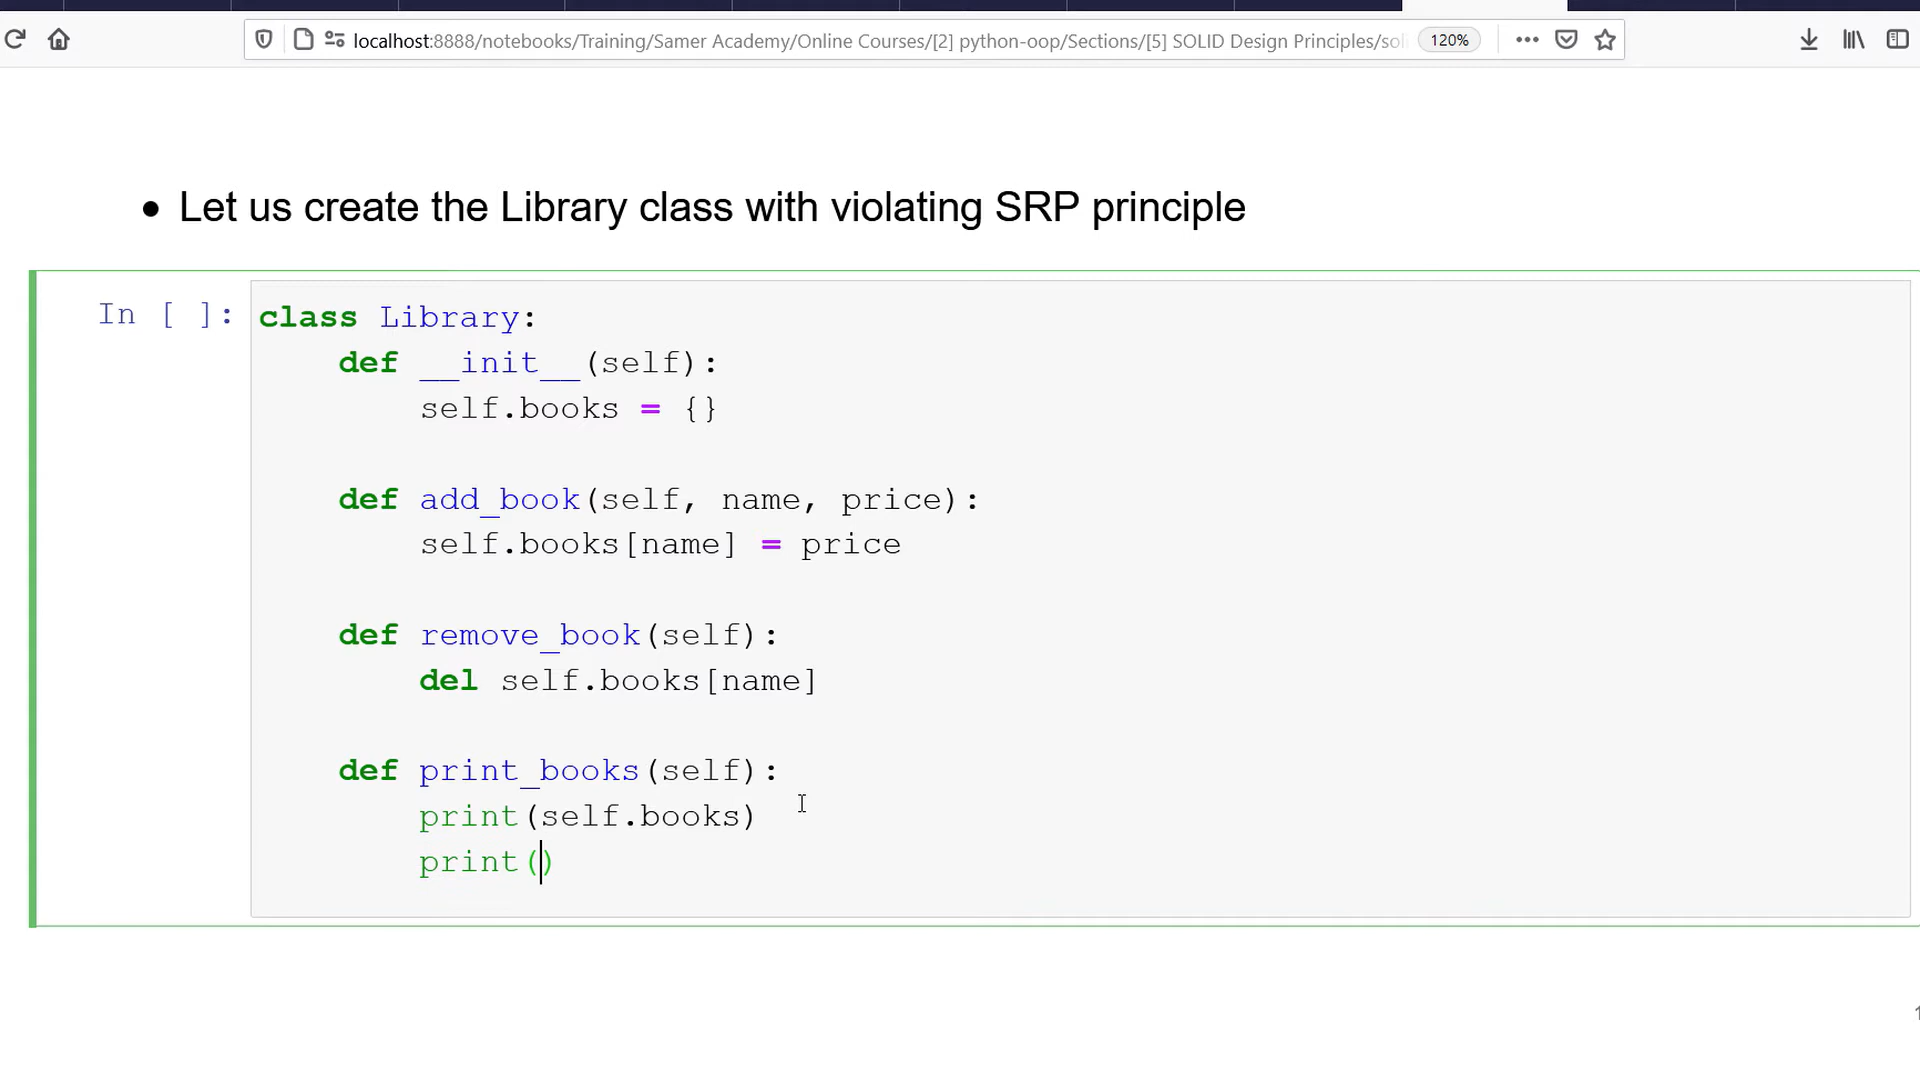 localhost:8888/notebooks/Training/Samer Academy/Online Courses/[2] python-oop/Sections/[5] SOLID Design Principles/sol
120%
• Let us create the Library class with violating SRP principle
In [ ]:
class Library:
    def __init__(self):
        self.books = {}
    def add_book(self, name, price):
        self.books[name] = price
    def remove_book(self):
        del self.books[name]
    def print_books(self):
        print(self.books)
        print()